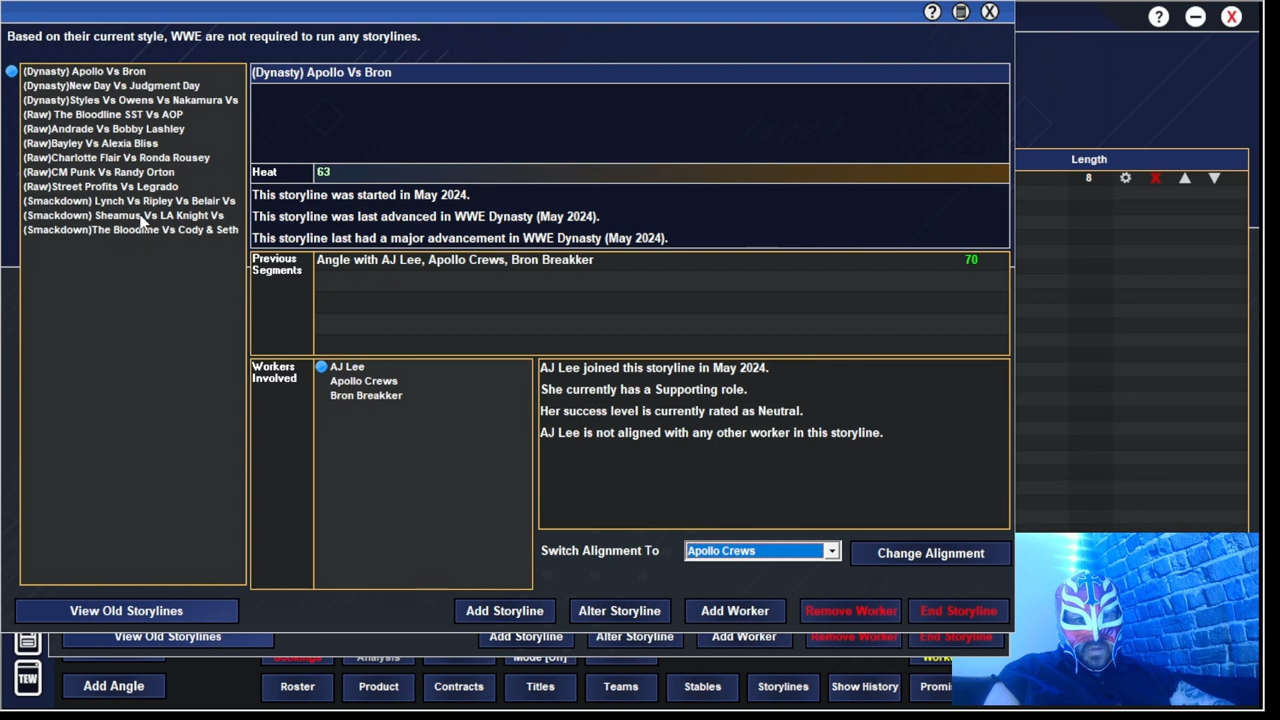 Based on their current style, WWE are not required to run any storylines.
(Dynasty) Apollo Vs Bron
(Dynasty)New Day Vs Judgment Day
(Dynasty)Styles Vs Owens Vs Nakamura Vs
(Raw) The Bloodline SST Vs AOP
(Raw)Andrade Vs Bobby Lashley
(Raw)Bayley Vs Alexia Bliss
(Raw)Charlotte Flair Vs Ronda Rousey
(Raw)CM Punk Vs Randy Orton
(Raw)Street Profits Vs Legrado
(Smackdown) Lynch Vs Ripley Vs Belair Vs
(Smackdown) Sheamus Vs LA Knight Vs
(Smackdown)The Bloodline Vs Cody & Seth
(Dynasty) Apollo Vs Bron
Heat 63
This storyline was started in May 2024.
This storyline was last advanced in WWE Dynasty (May 2024).
This storyline last had a major advancement in WWE Dynasty (May 2024).
Previous Segments
Angle with AJ Lee, Apollo Crews, Bron Breakker 70
Workers Involved
AJ Lee
Apollo Crews
Bron Breakker
AJ Lee joined this storyline in May 2024.
She currently has a Supporting role.
Her success level is currently rated as Neutral.
AJ Lee is not aligned with any other worker in this storyline.
Switch Alignment To Apollo Crews Change Alignment
View Old Storylines Add Storyline Alter Storyline Add Worker Remove Worker End Storyline
View Old Storylines Add Storyline Alter Storyline Add Worker Remove Worker End Storyline
Bookings Analysis Mode [On]
TEW Add Angle Roster Product Contracts Titles Teams Stables Storylines Show History
Length
8
? X
? X